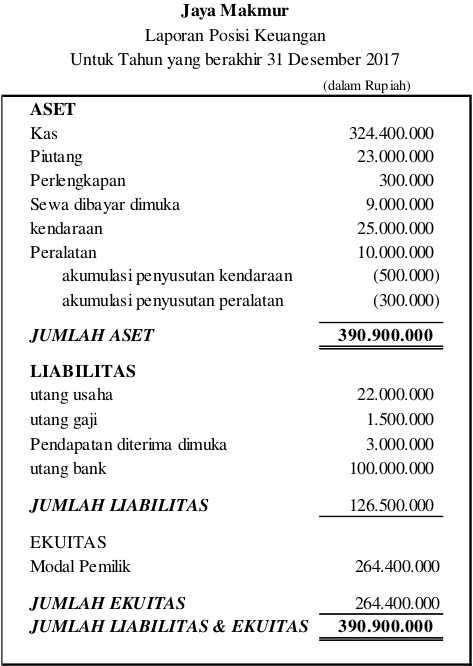 Jaya Makmur
Laporan Posisi Keuangan
Untuk Tahun yang berakhir 31 Desember 2017
(dalam Rupiah)
ASET
Kas 324.400.000
Piutang 23.000.000
Perlengkapan 300.000
Sewa dibayar dimuka 9.000.000
kendaraan 25.000.000
Peralatan 10.000.000
akumulasi penyusutan kendaraan (500.000)
akumulasi penyusutan peralatan (300.000)
JUMLAH ASET 390.900.000
LIABILITAS
utang usaha 22.000.000
utang gaji 1.500.000
Pendapatan diterima dimuka 3.000.000
utang bank 100.000.000
JUMLAH LIABILITAS 126.500.000
EKUITAS
Modal Pemilik 264.400.000
JUMLAH EKUITAS 264.400.000
JUMLAH LIABILITAS & EKUITAS 390.900.000